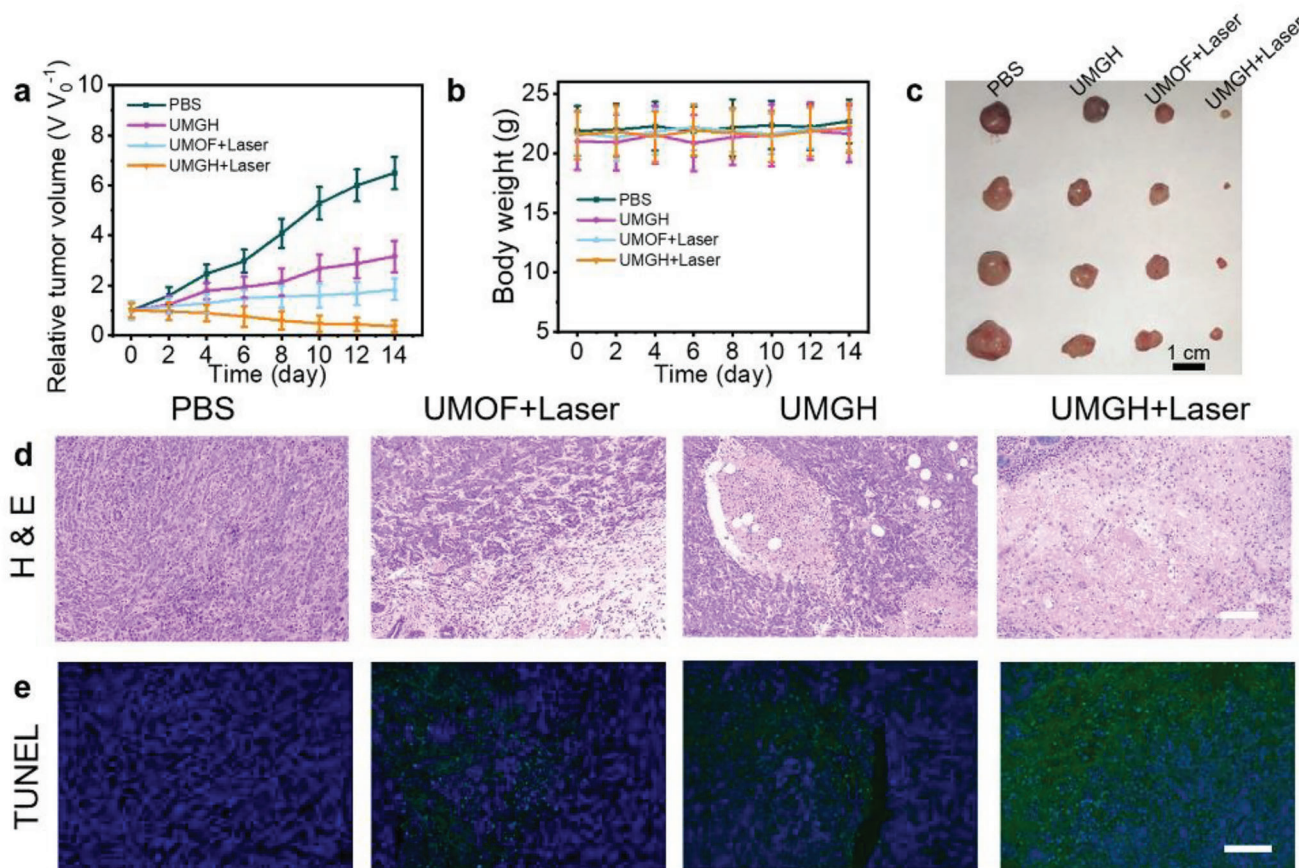 a
10
8
6
4
2
0
Relative tumor volume (V V₀⁻¹)
PBS
UMGH
UMOF+Laser
UMGH+Laser
0 2 4 6 8 10 12 14
Time (day)
b
25
20
15
10
5
Body weight (g)
PBS
UMGH
UMOF+Laser
UMGH+Laser
0 2 4 6 8 10 12 14
Time (day)
c
PBS
UMGH
UMOF+Laser
UMGH+Laser
1 cm
PBS UMOF+Laser UMGH UMGH+Laser
d
H & E
e
TUNEL